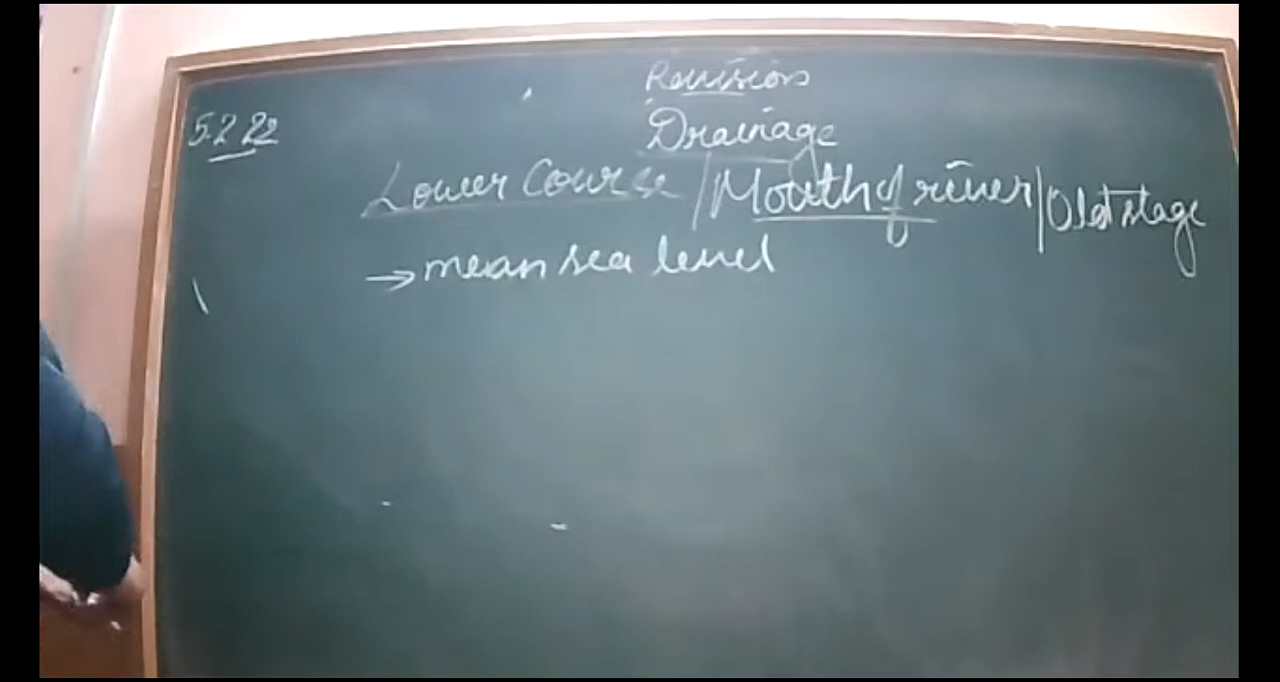 Revision
5.2 22
Drainage
Lower Course / Mouth of river / Old stage
→ mean sea level